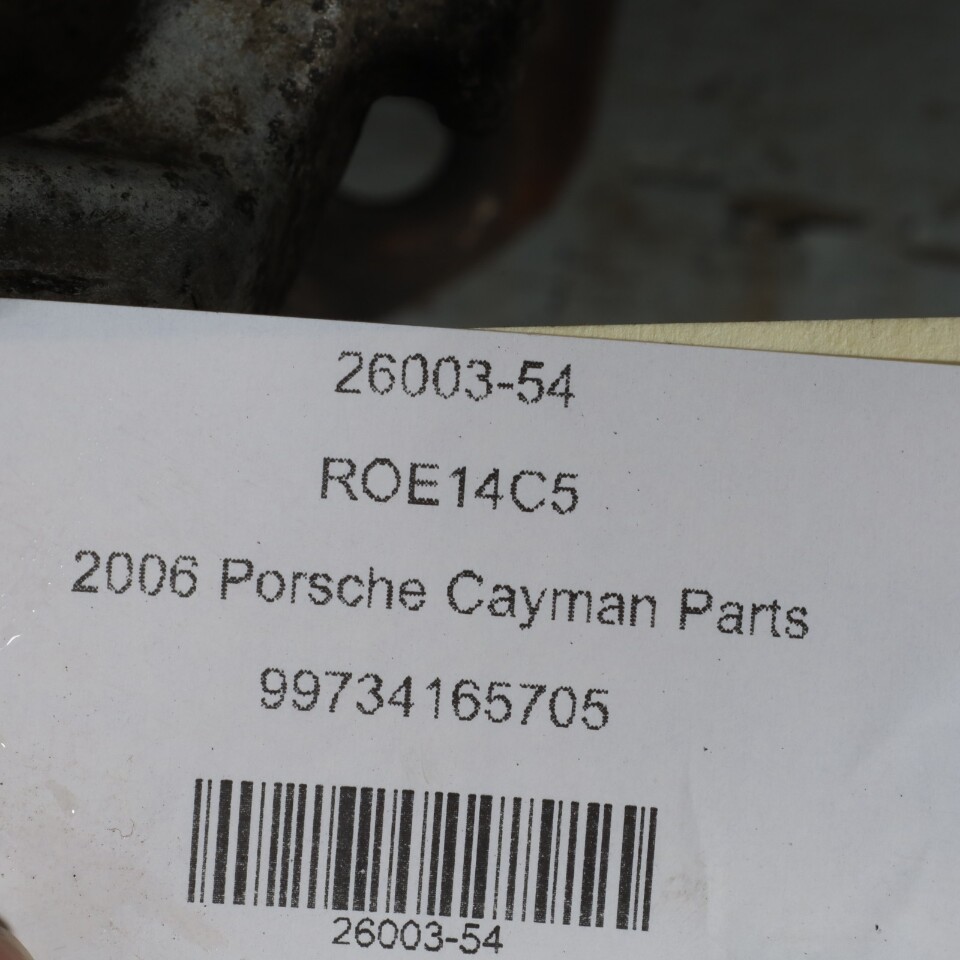 26003-54
ROE14C5
2006 Porsche Cayman Parts
99734165705
26003-54